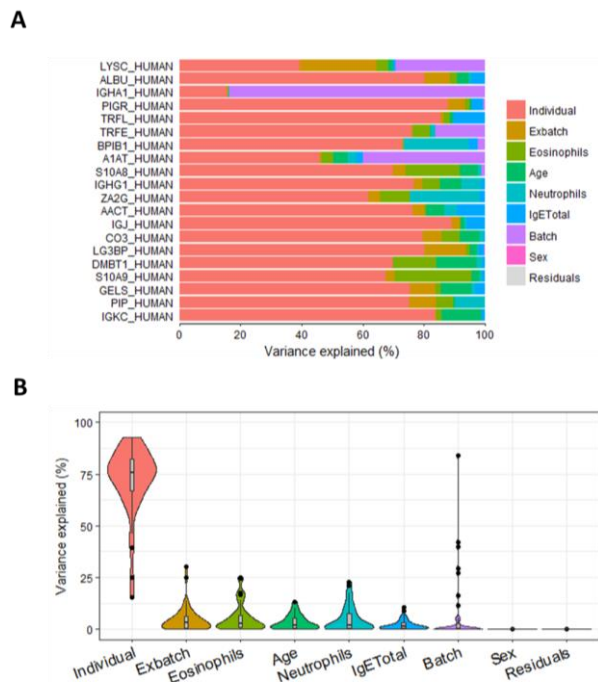 A
LYSC_HUMAN
ALBU_HUMAN
IGHA1_HUMAN
PIGR_HUMAN
TRFL_HUMAN
TRFE_HUMAN
BPIB1_HUMAN
A1AT_HUMAN
S10A8_HUMAN
IGHG1_HUMAN
ZA2G_HUMAN
AACT_HUMAN
IGJ_HUMAN
CO3_HUMAN
LG3BP_HUMAN
DMBT1_HUMAN
S10A9_HUMAN
GELS_HUMAN
PIP_HUMAN
IGKC_HUMAN
0 20 40 60 80 100
Variance explained (%)
Individual
Exbatch
Eosinophils
Age
Neutrophils
IgETotal
Batch
Sex
Residuals
B
Variance explained (%)
100
75
50
25
0
Individual Exbatch Eosinophils Age Neutrophils IgETotal Batch Sex Residuals